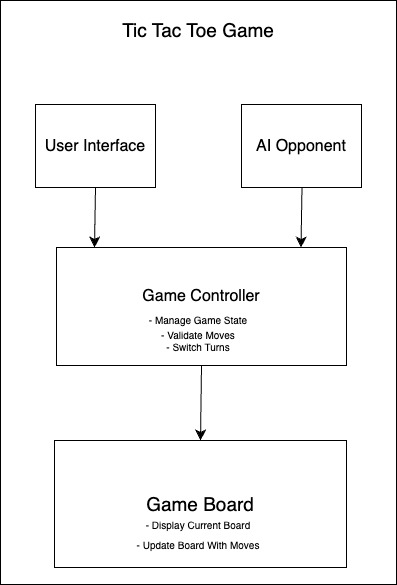 Tic Tac Toe Game
User Interface
AI Opponent
Game Controller
- Manage Game State
- Validate Moves
- Switch Turns
Game Board
- Display Current Board
- Update Board With Moves